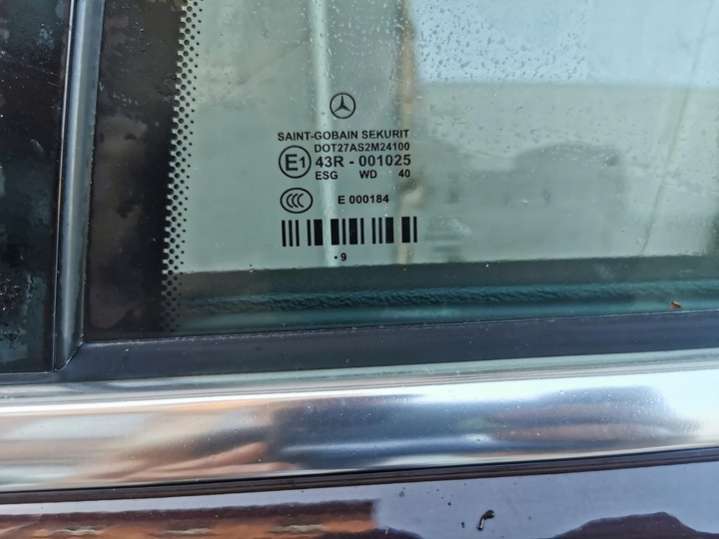 SAINT-GOBAIN SEKURIT
DOT27AS2M24100
E1 43R - 001025
ESG WD 40
CCC E 000184
• 9